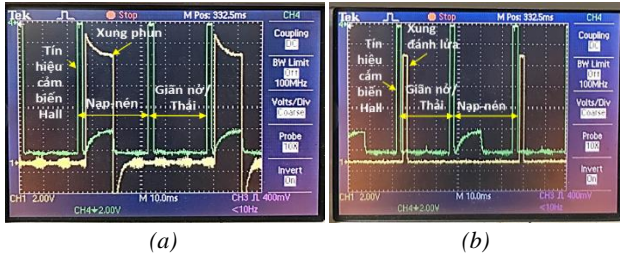 Tek
Stop
M Pos: 332.5ms
CH4
Xung phun
Tín
hiệu cảm
biến
Hall
Nạp-nén
Giãn nở/
Thải
Coupling
DC
BW Limit
Off
100MHz
Volts/Div
Coarse
Probe
10X
Invert
On
1
CH1 2.00V
M 10.0ms
CH3
400mV
CH4 2.00V
<10Hz
(a)
Tek
Stop
M Pos: 332.5ms
CH4
Xung
đánh lửa
Tín
hiệu
cảm
biến
Hall
Giãn nở/
Thải
Nạp-nén
Coupling
DC
BW Limit
Off
100MHz
Volts/Div
Coarse
Probe
10X
Invert
On
1
CH1 2.00V
M 10.0ms
CH3
400mV
CH4 2.00V
<10Hz
(b)